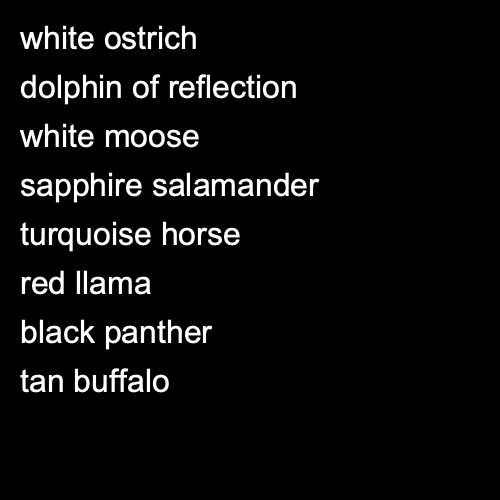 white ostrich
dolphin of reflection
white moose
sapphire salamander
turquoise horse
red llama
black panther
tan buffalo